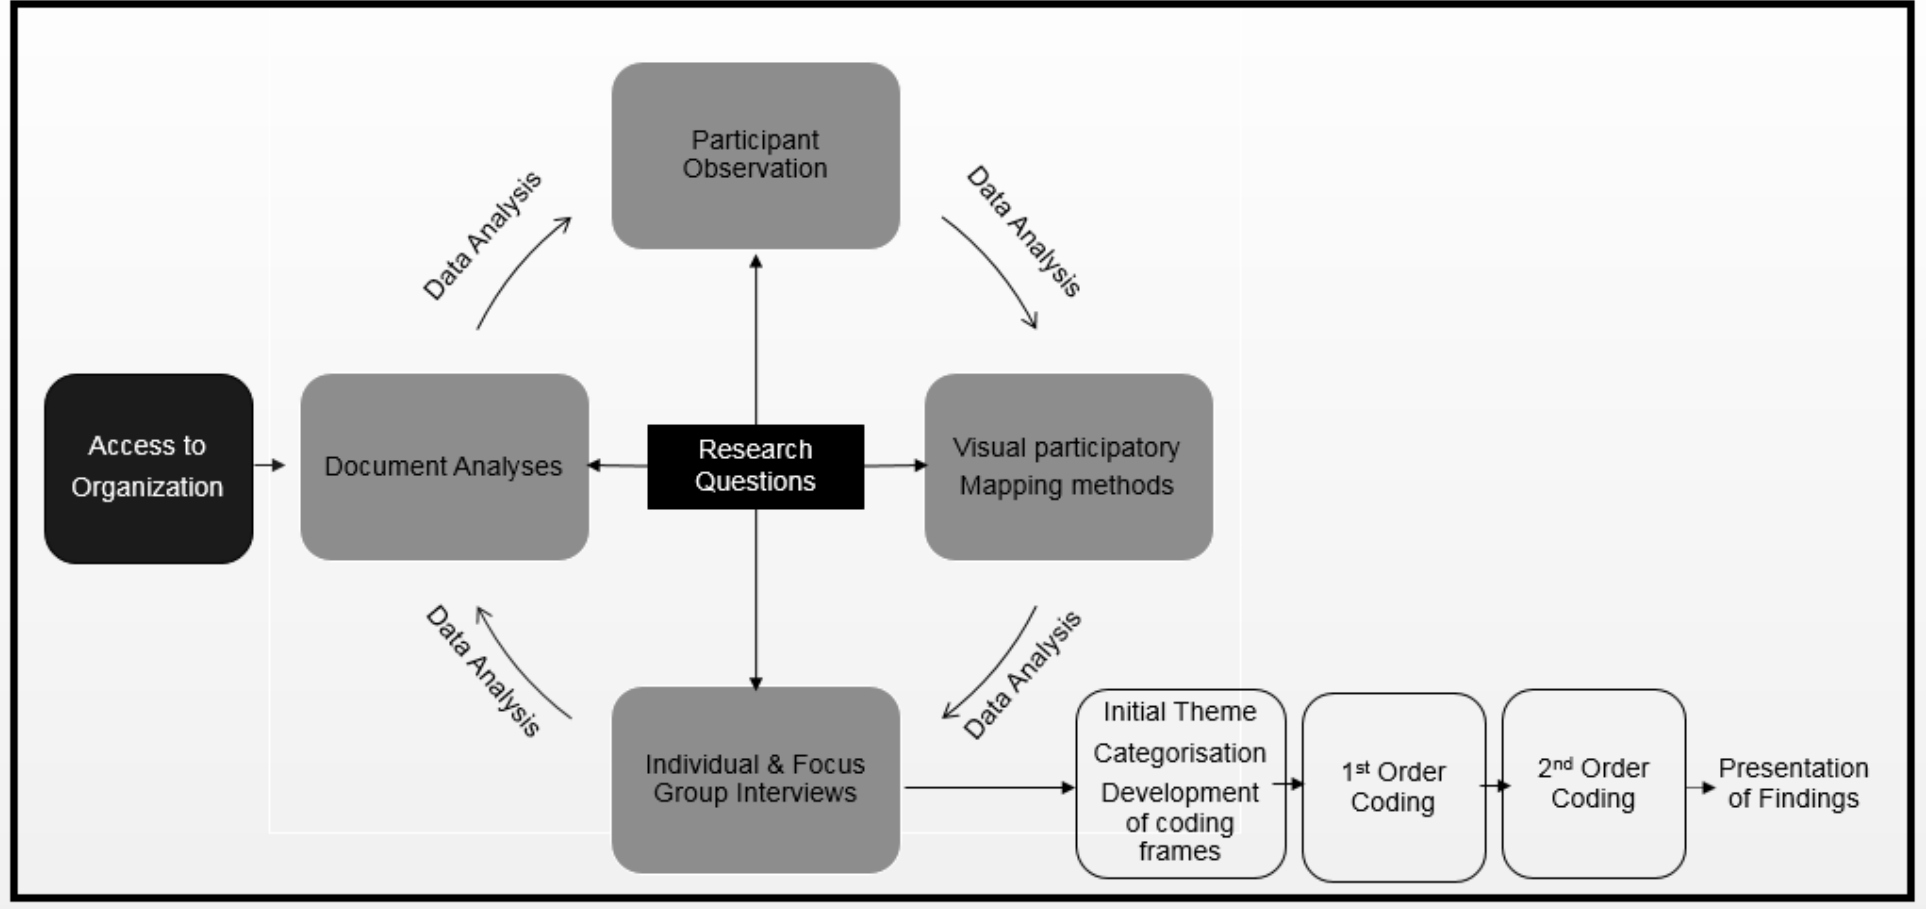 Participant
Observation
Data Analysis
Data Analysis
Access to
Organization
Document Analyses
Research
Questions
Visual participatory
Mapping methods
Data Analysis
Data Analysis
Individual & Focus
Group Interviews
Initial Theme
Categorisation
Development
of coding
frames
1st Order
Coding
2nd Order
Coding
Presentation
of Findings